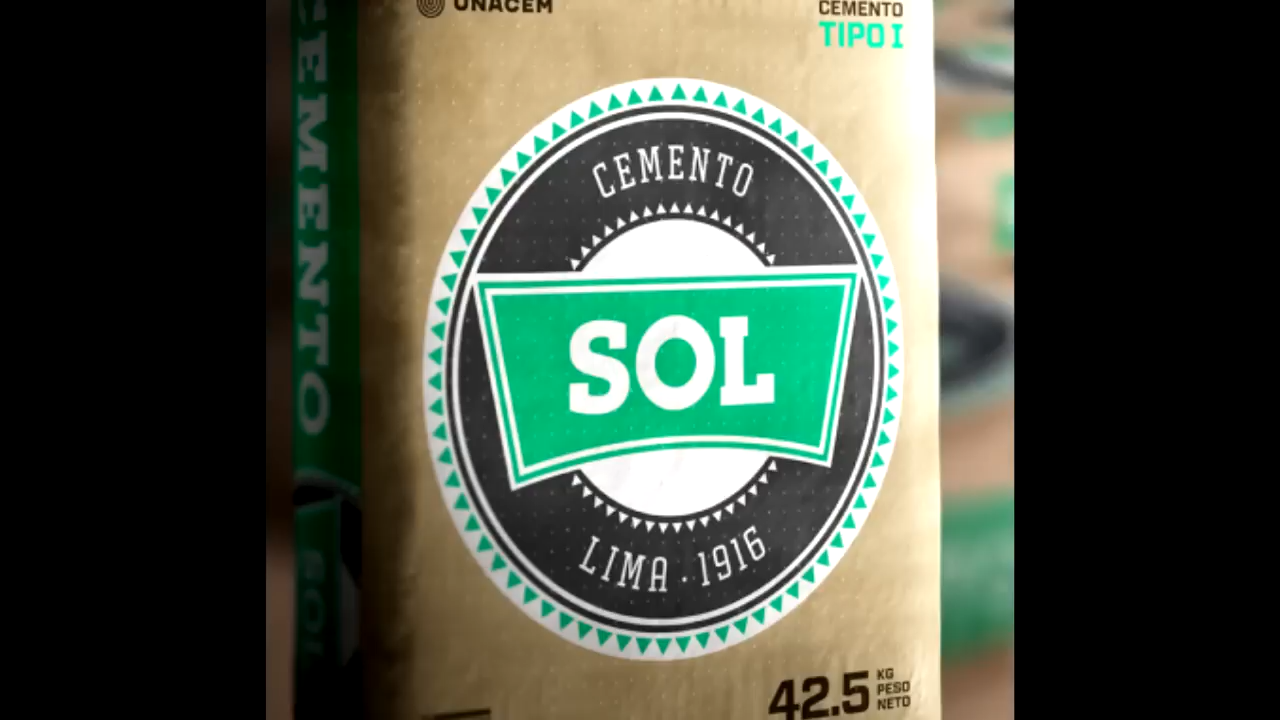 UNACEM
CEMENTO
TIPO I
CEMENTO
CEMENTO
SOL
LIMA · 1916
SOL
42.5 KG
PESO
NETO